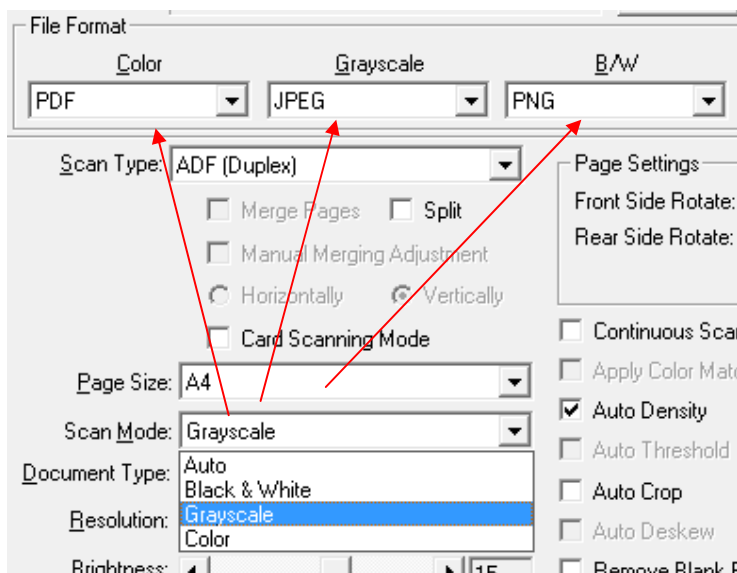 File Format
Color Grayscale B/W
PDF JPEG PNG
Scan Type: ADF (Duplex)
Merge Pages Split
Manual Merging Adjustment
Horizontally Vertically
Card Scanning Mode
Page Size: A4
Scan Mode: Grayscale
Auto
Black & White
Grayscale
Color
Document Type:
Resolution:
Brightness: 15
Page Settings
Front Side Rotate:
Rear Side Rotate:
Continuous Scan
Apply Color Matc
Auto Density
Auto Threshold
Auto Crop
Auto Deskew
Remove Blank P